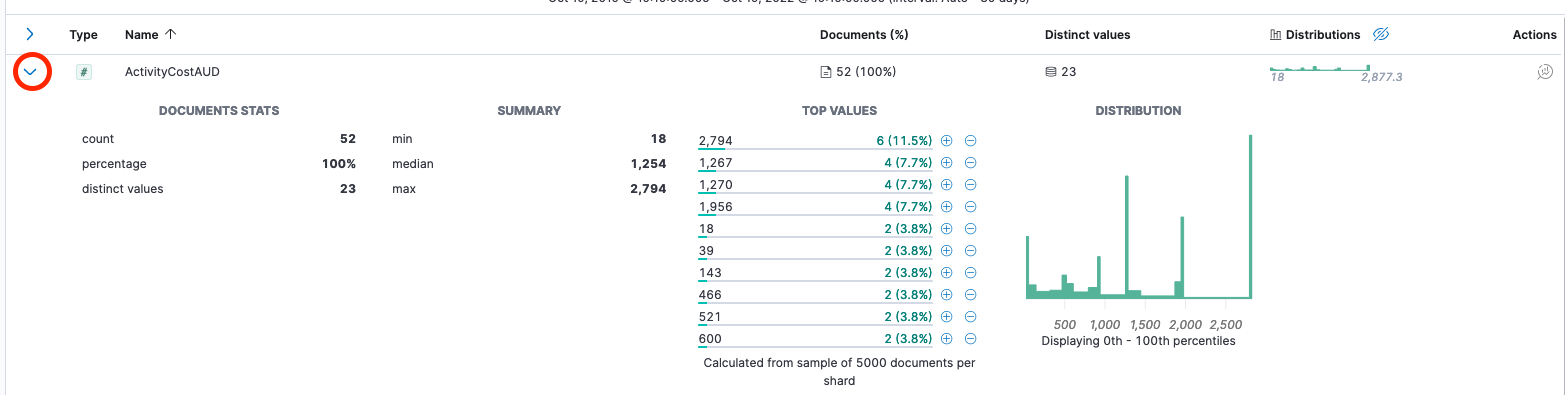 Type Name ↑ Documents (%) Distinct values Distributions Actions
# ActivityCostAUD 52 (100%) 23 18 2,877.3
DOCUMENTS STATS SUMMARY TOP VALUES DISTRIBUTION
count 52 min 18 2,794 6 (11.5%)
percentage 100% median 1,254 1,267 4 (7.7%)
distinct values 23 max 2,794 1,270 4 (7.7%)
1,956 4 (7.7%)
18 2 (3.8%)
39 2 (3.8%)
143 2 (3.8%)
466 2 (3.8%)
521 2 (3.8%)
600 2 (3.8%)
Calculated from sample of 5000 documents per
shard
500 1,000 1,500 2,000 2,500
Displaying 0th - 100th percentiles